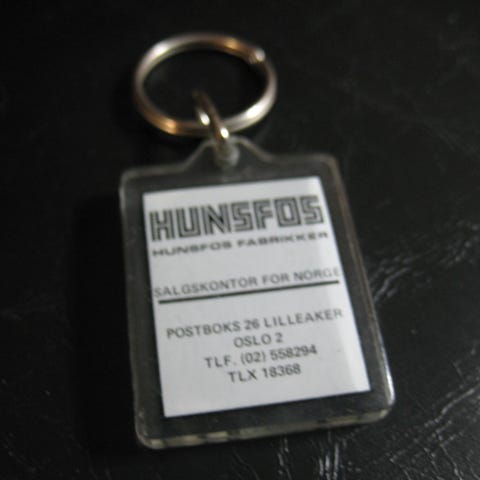 HUNSFOS
HUNSFOS FABRIKKER
SALGSKONTOR FOR NORGE
POSTBOKS 26 LILLEAKER
OSLO 2
TLF. (02) 558294
TLX 18368